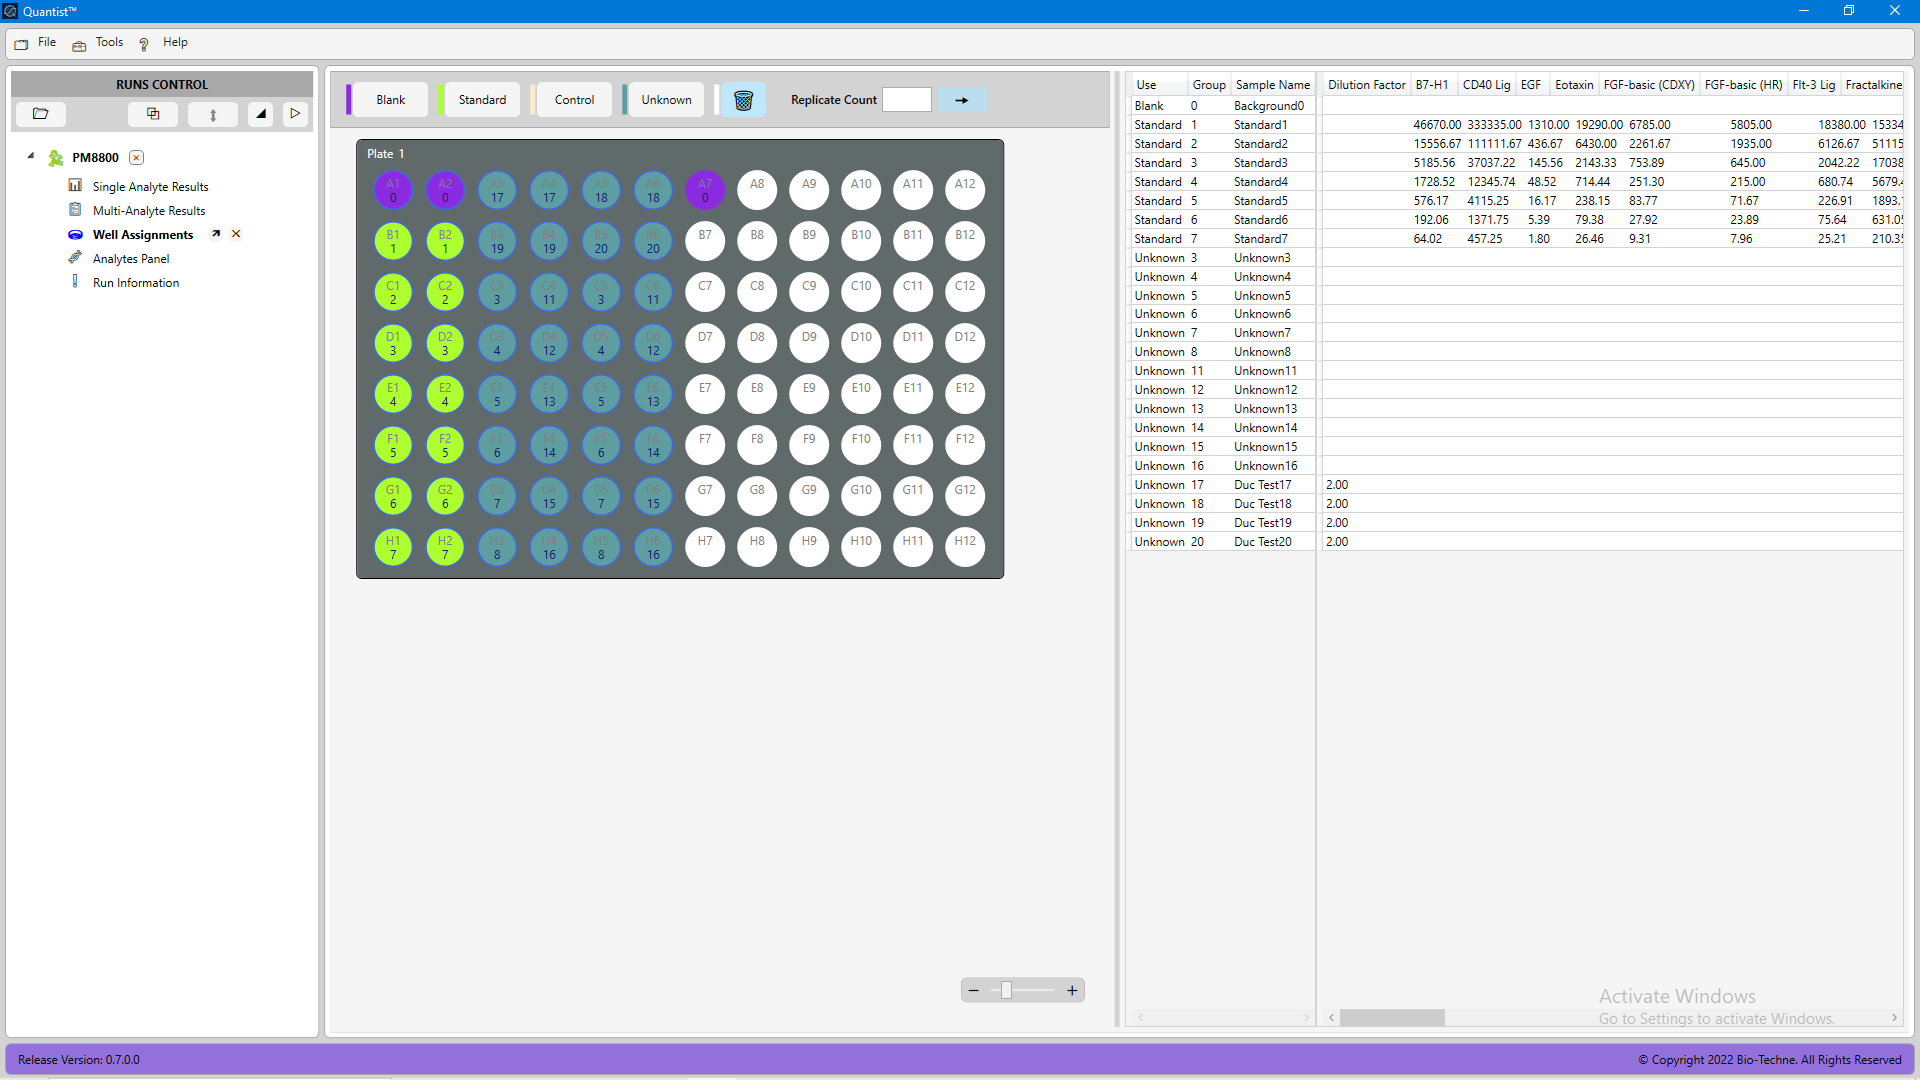 Quantist™
File Tools ? Help
RUNS CONTROL
PM8800
Single Analyte Results
Multi-Analyte Results
Well Assignments
Analytes Panel
Run Information
Blank Standard Control Unknown Replicate Count
Plate 1
A1 A2 A3 A4 A5 A6 A7 A8 A9 A10 A11 A12
0 0 17 17 18 18 0
B1 B2 B3 B4 B5 B6 B7 B8 B9 B10 B11 B12
1 1 19 19 20 20
C1 C2 C3 C4 C5 C6 C7 C8 C9 C10 C11 C12
2 2 3 11 3 11
D1 D2 D3 D4 D5 D6 D7 D8 D9 D10 D11 D12
3 3 4 12 4 12
E1 E2 E3 E4 E5 E6 E7 E8 E9 E10 E11 E12
4 4 5 13 5 13
F1 F2 F3 F4 F5 F6 F7 F8 F9 F10 F11 F12
5 5 6 14 6 14
G1 G2 G3 G4 G5 G6 G7 G8 G9 G10 G11 G12
6 6 7 15 7 15
H1 H2 H3 H4 H5 H6 H7 H8 H9 H10 H11 H12
7 7 8 16 8 16
Use Group Sample Name Dilution Factor B7-H1 CD40 Lig EGF Eotaxin FGF-basic (CDXY) FGF-basic (HR) Flt-3 Lig Fractalkine
Blank 0 Background0
Standard 1 Standard1 46670.00 333335.00 1310.00 19290.00 6785.00 5805.00 18380.00 15334
Standard 2 Standard2 15556.67 111111.67 436.67 6430.00 2261.67 1935.00 6126.67 51115
Standard 3 Standard3 5185.56 37037.22 145.56 2143.33 753.89 645.00 2042.22 17038
Standard 4 Standard4 1728.52 12345.74 48.52 714.44 251.30 215.00 680.74 5679.4
Standard 5 Standard5 576.17 4115.25 16.17 238.15 83.77 71.67 226.91 1893.
Standard 6 Standard6 192.06 1371.75 5.39 79.38 27.92 23.89 75.64 631.05
Standard 7 Standard7 64.02 457.25 1.80 26.46 9.31 7.96 25.21 210.35
Unknown 3 Unknown3
Unknown 4 Unknown4
Unknown 5 Unknown5
Unknown 6 Unknown6
Unknown 7 Unknown7
Unknown 8 Unknown8
Unknown 11 Unknown11
Unknown 12 Unknown12
Unknown 13 Unknown13
Unknown 14 Unknown14
Unknown 15 Unknown15
Unknown 16 Unknown16
Unknown 17 Duc Test17 2.00
Unknown 18 Duc Test18 2.00
Unknown 19 Duc Test19 2.00
Unknown 20 Duc Test20 2.00
Activate Windows
Go to Settings to activate Windows.
Release Version: 0.7.0.0
© Copyright 2022 Bio-Techne. All Rights Reserved